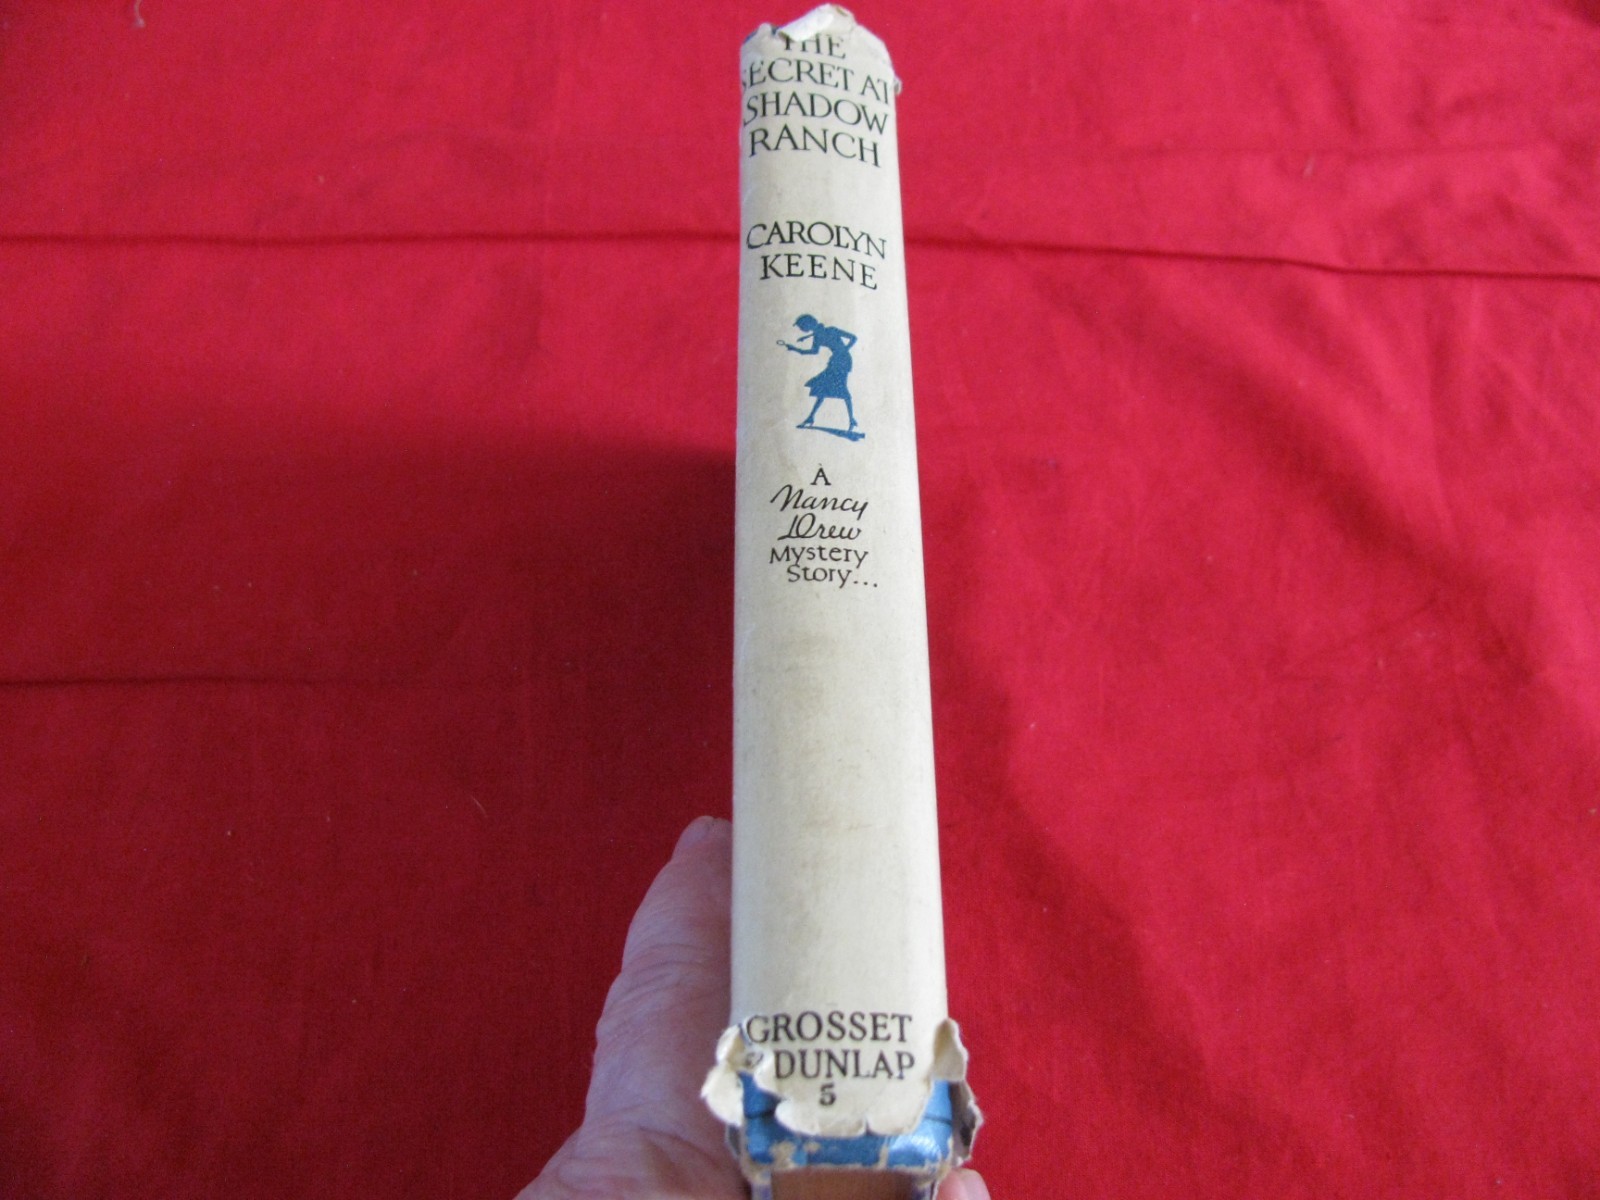 THE
SECRET AT
SHADOW
RANCH
CAROLYN
KEENE
A
Nancy
Drew
Mystery
Story...
GROSSET
& DUNLAP
5